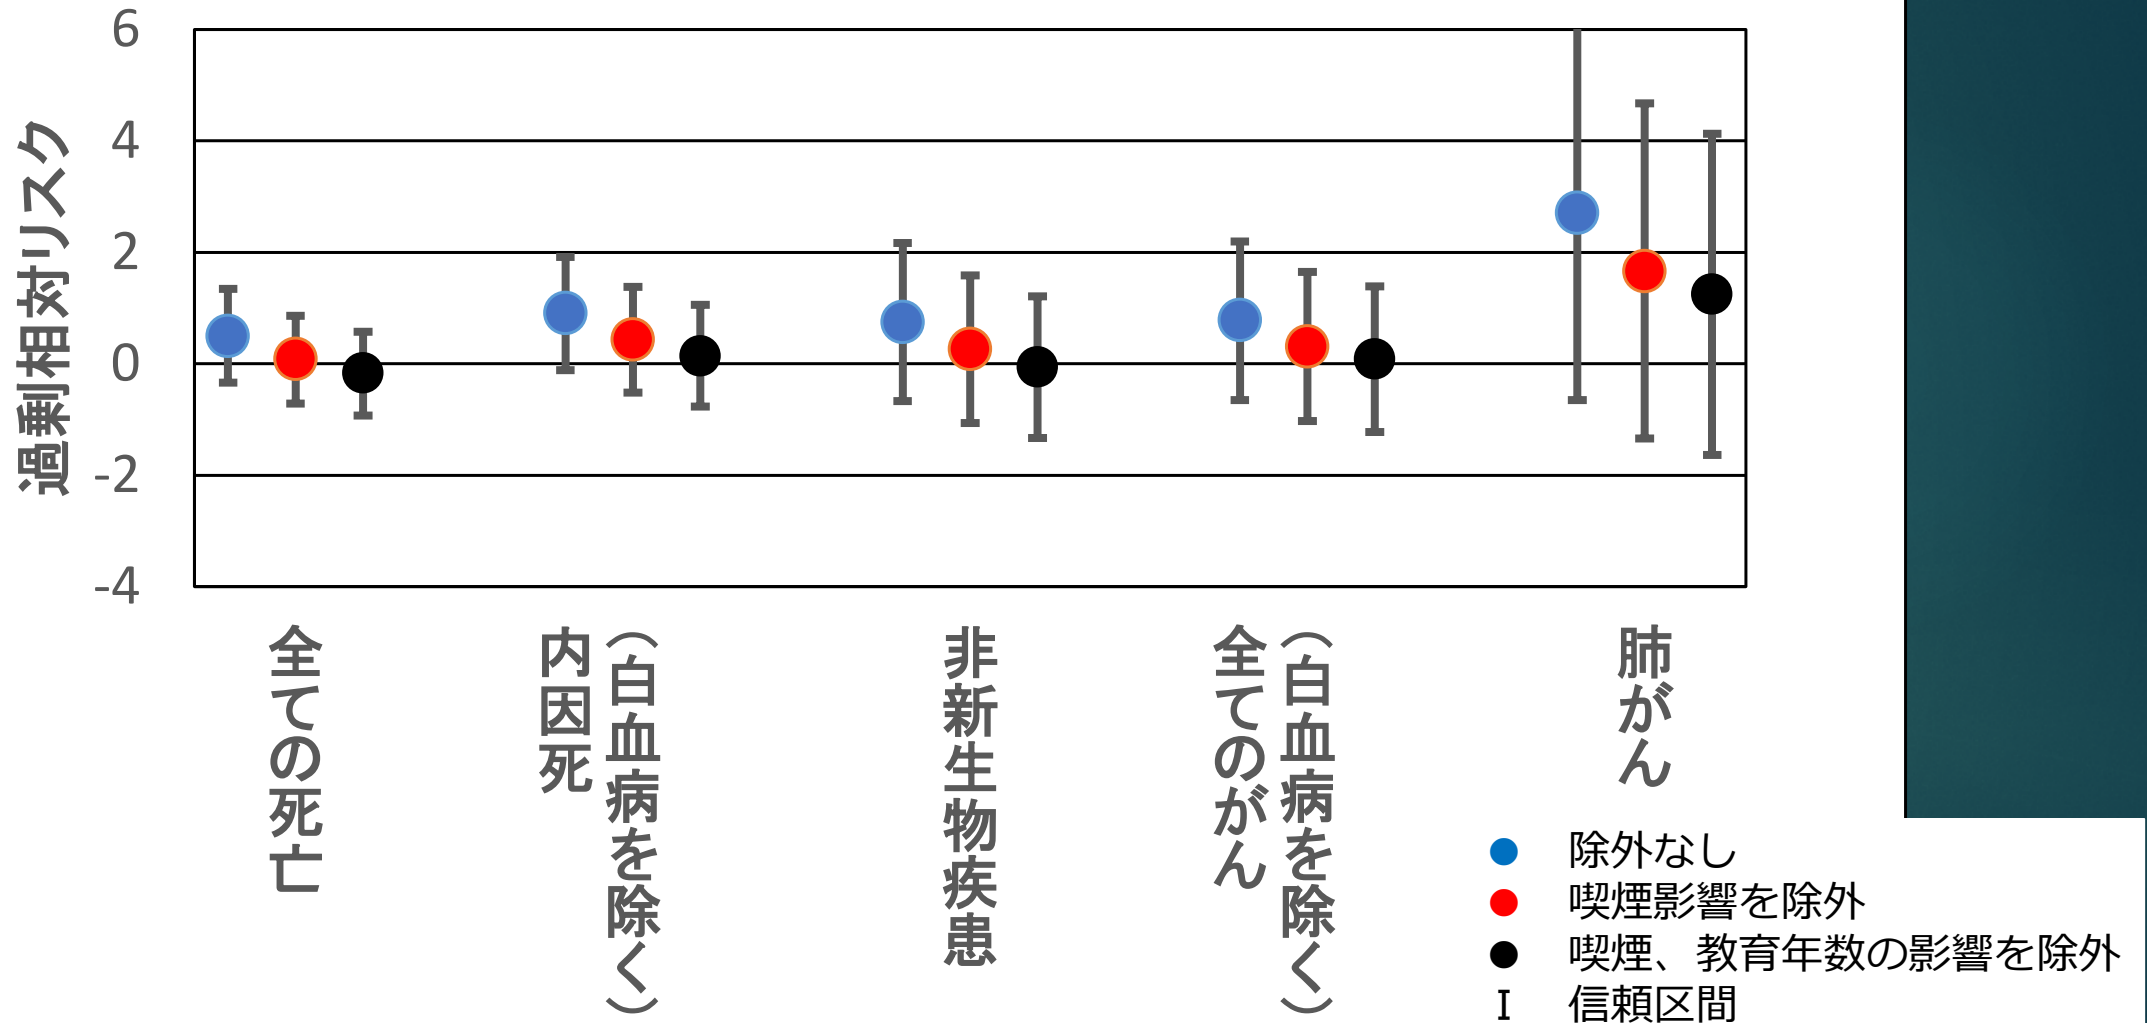 過剰相対リスク
6
4
2
0
-2
-4
全ての死亡
内因死
（白血病を除く）
非新生物疾患
全てのがん
（白血病を除く）
肺がん
除外なし
喫煙影響を除外
喫煙、教育年数の影響を除外
I 信頼区間